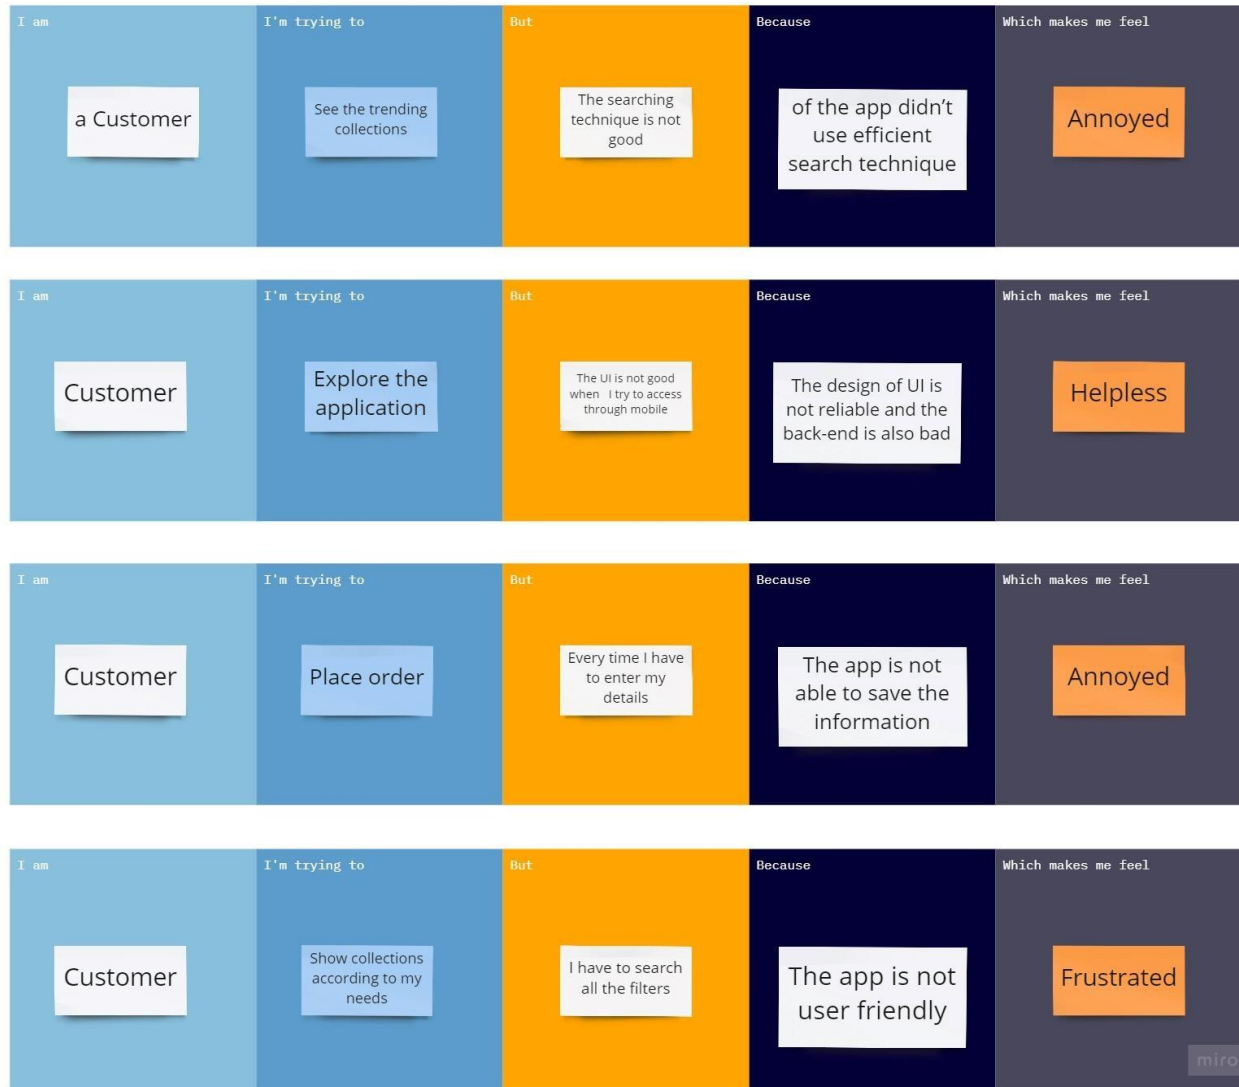 I am
I'm trying to
But
Because
Which makes me feel
a Customer
See the trending
collections
The searching
technique is not
good
of the app didn't
use efficient
search technique
Annoyed
I am
I'm trying to
But
Because
Which makes me feel
Customer
Explore the
application
The UI is not good
when I try to access
through mobile
The design of UI is
not reliable and the
back-end is also bad
Helpless
I am
I'm trying to
But
Because
Which makes me feel
Customer
Place order
Every time I have
to enter my
details
The app is not
able to save the
information
Annoyed
I am
I'm trying to
But
Because
Which makes me feel
Customer
Show collections
according to my
needs
I have to search
all the filters
The app is not
user friendly
Frustrated
miro